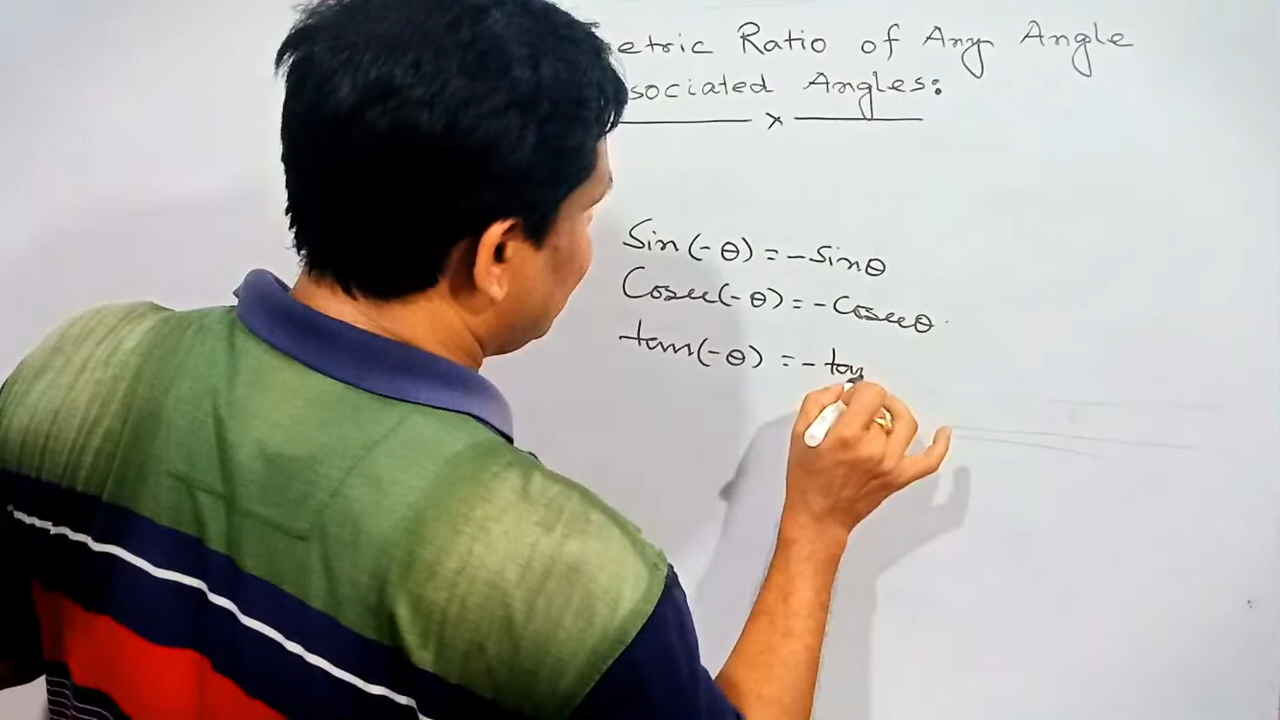 etric Ratio of Any Angle
sociated Angles:
x
Sin(-θ) = -Sinθ
Cosec(-θ) = -Cosecθ
tan(-θ) = - tan